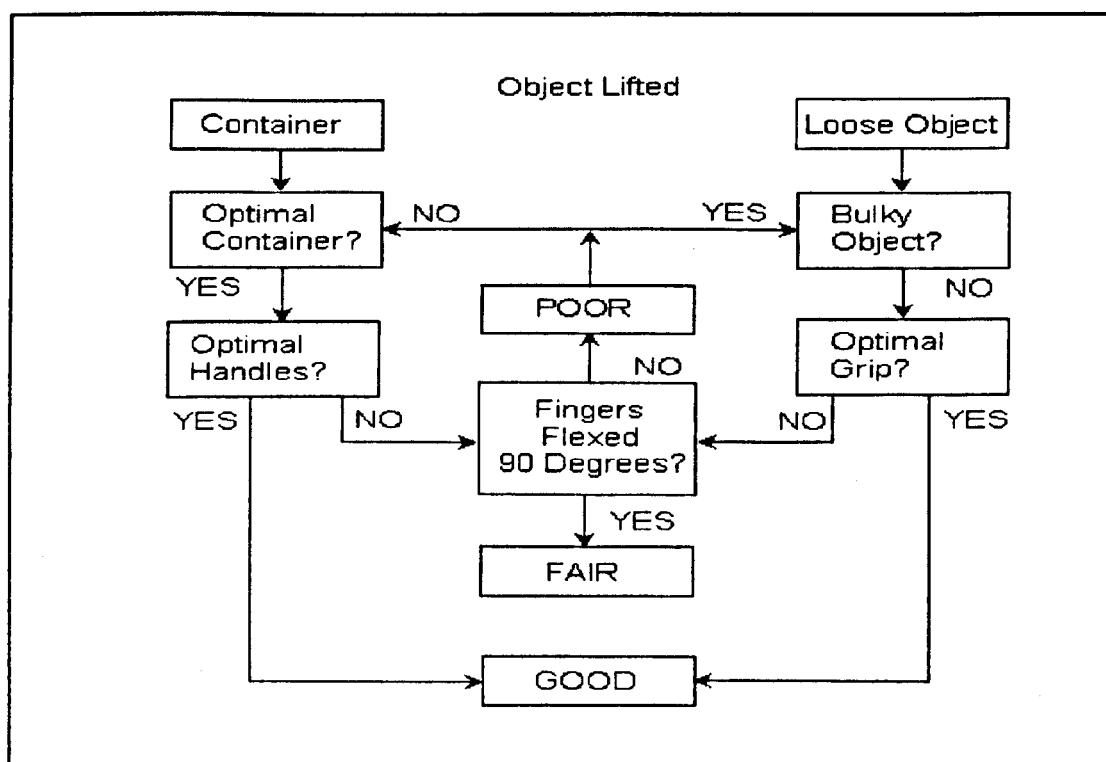 Object Lifted
Container
Loose Object
Optimal
Container?
NO
YES
Bulky
Object?
YES
NO
POOR
Optimal
Handles?
Optimal
Grip?
NO
YES
NO
Fingers
Flexed
90 Degrees?
NO
YES
YES
FAIR
GOOD